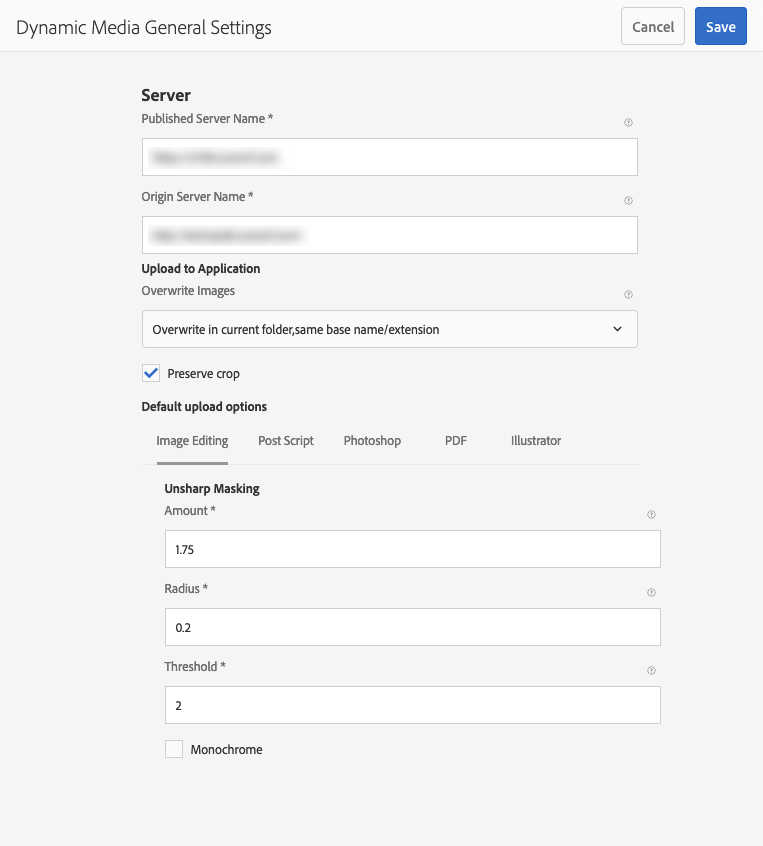 Dynamic Media General Settings
Cancel
Save
Server
Published Server Name *
Origin Server Name *
Upload to Application
Overwrite Images
Overwrite in current folder,same base name/extension
Preserve crop
Default upload options
Image Editing
Post Script
Photoshop
PDF
Illustrator
Unsharp Masking
Amount *
1.75
Radius *
0.2
Threshold *
2
Monochrome